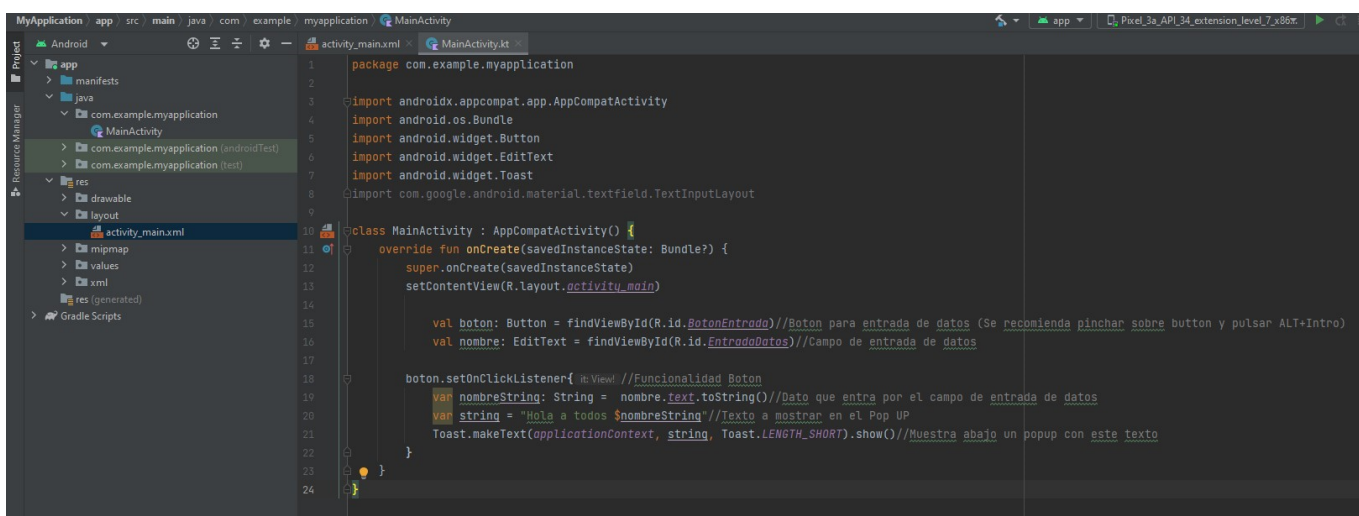 MyApplication app src main java com example myapplication MainActivity app Pixel_3a_API_34_extension_level_7_x86
Android activity_main.xml MainActivity.kt
Project
Resource Manager
app
manifests
java
com.example.myapplication
MainActivity
com.example.myapplication (androidTest)
com.example.myapplication (test)
res
drawable
layout
activity_main.xml
mipmap
values
xml
res (generated)
Gradle Scripts
1 package com.example.myapplication
2
3 import androidx.appcompat.app.AppCompatActivity
4 import android.os.Bundle
5 import android.widget.Button
6 import android.widget.EditText
7 import android.widget.Toast
8 import com.google.android.material.textfield.TextInputLayout
9
10 class MainActivity : AppCompatActivity() {
11 override fun onCreate(savedInstanceState: Bundle?) {
12 super.onCreate(savedInstanceState)
13 setContentView(R.layout.activity_main)
14
15 val boton: Button = findViewById(R.id.BotonEntrada)//Boton para entrada de datos (Se recomienda pinchar sobre button y pulsar ALT+Intro)
16 val nombre: EditText = findViewById(R.id.EntradaDatos)//Campo de entrada de datos
17
18 boton.setOnClickListener{ it: View! //Funcionalidad Boton
19 var nombreString: String = nombre.text.toString()//Dato que entra por el campo de entrada de datos
20 var string = "Hola a todos $nombreString"//Texto a mostrar en el Pop UP
21 Toast.makeText(applicationContext, string, Toast.LENGTH_SHORT).show()//Muestra abajo un popup con este texto
22 }
23 }
24 }